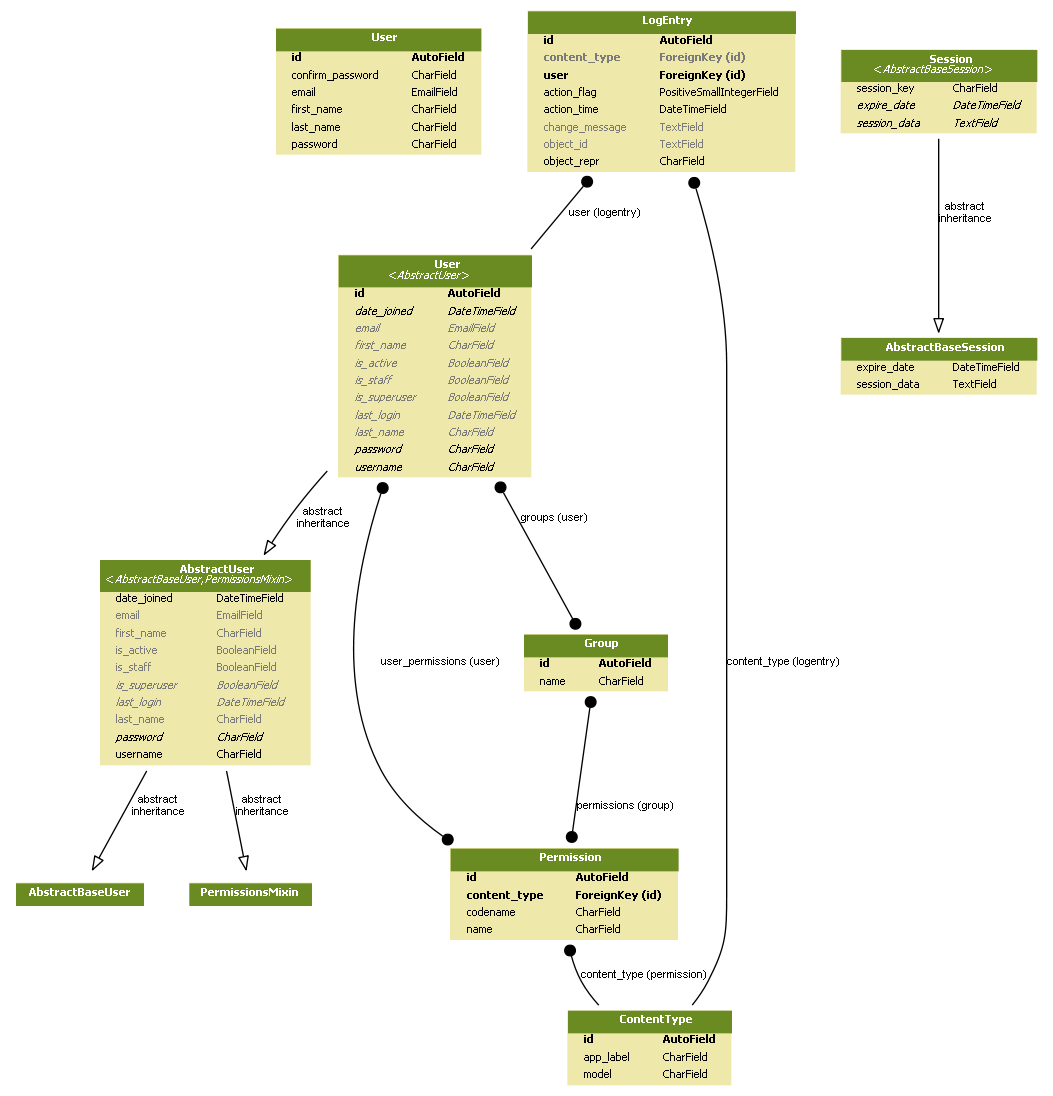 User
id AutoField
confirm_password CharField
email EmailField
first_name CharField
last_name CharField
password CharField
LogEntry
id AutoField
content_type ForeignKey (id)
user ForeignKey (id)
action_flag PositiveSmallIntegerField
action_time DateTimeField
change_message TextField
object_id TextField
object_repr CharField
Session
<AbstractBaseSession>
session_key CharField
expire_date DateTimeField
session_data TextField
user (logentry)
abstract
inheritance
User
<AbstractUser>
id AutoField
date_joined DateTimeField
email EmailField
first_name CharField
is_active BooleanField
is_staff BooleanField
is_superuser BooleanField
last_login DateTimeField
last_name CharField
password CharField
username CharField
AbstractBaseSession
expire_date DateTimeField
session_data TextField
abstract
inheritance
groups (user)
AbstractUser
<AbstractBaseUser,PermissionsMixin>
date_joined DateTimeField
email EmailField
first_name CharField
is_active BooleanField
is_staff BooleanField
is_superuser BooleanField
last_login DateTimeField
last_name CharField
password CharField
username CharField
user_permissions (user)
Group
id AutoField
name CharField
content_type (logentry)
abstract
inheritance
abstract
inheritance
permissions (group)
AbstractBaseUser
PermissionsMixin
Permission
id AutoField
content_type ForeignKey (id)
codename CharField
name CharField
content_type (permission)
ContentType
id AutoField
app_label CharField
model CharField